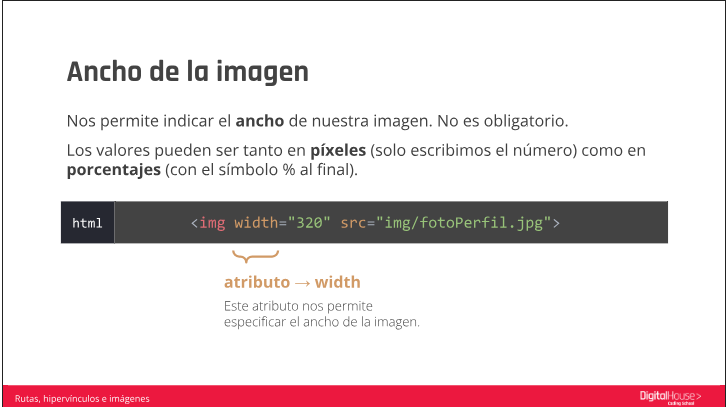 Ancho de la imagen
Nos permite indicar el ancho de nuestra imagen. No es obligatorio.
Los valores pueden ser tanto en píxeles (solo escribimos el número) como en
porcentajes (con el símbolo % al final).
html
<img width="320" src="img/fotoPerfil.jpg">
atributo → width
Este atributo nos permite
especificar el ancho de la imagen.
Rutas, hipervínculos e imágenes
DigitalHouse>
Coding School